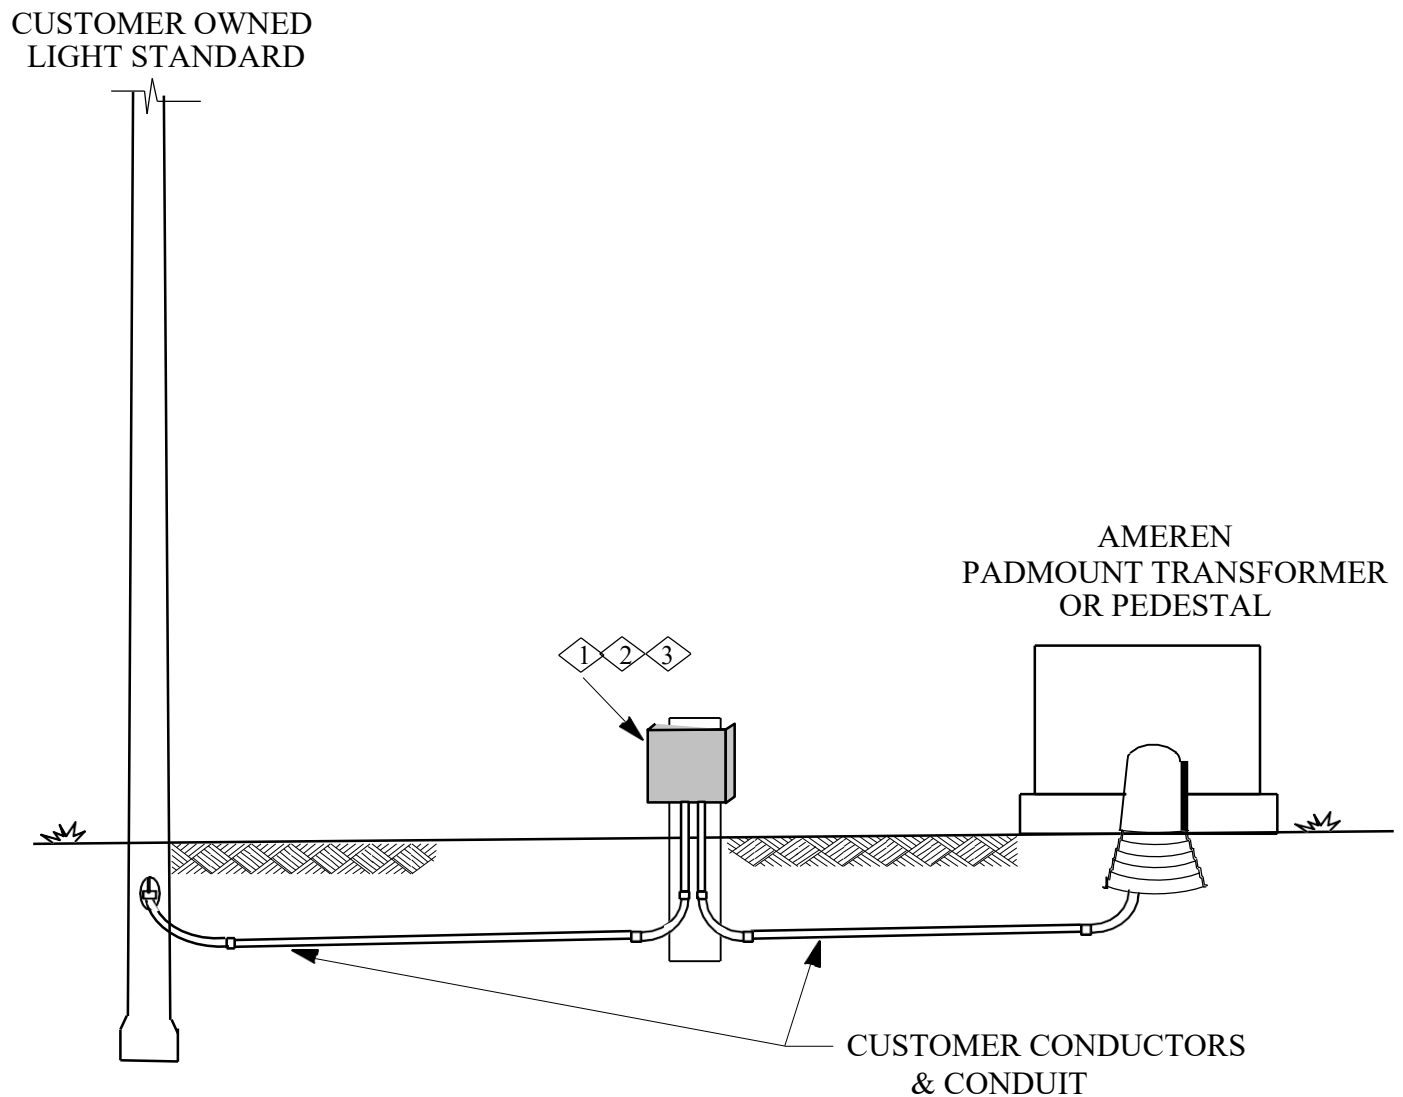 CUSTOMER OWNED
LIGHT STANDARD
AMEREN
PADMOUNT TRANSFORMER
OR PEDESTAL
1 2 3
CUSTOMER CONDUCTORS
& CONDUIT